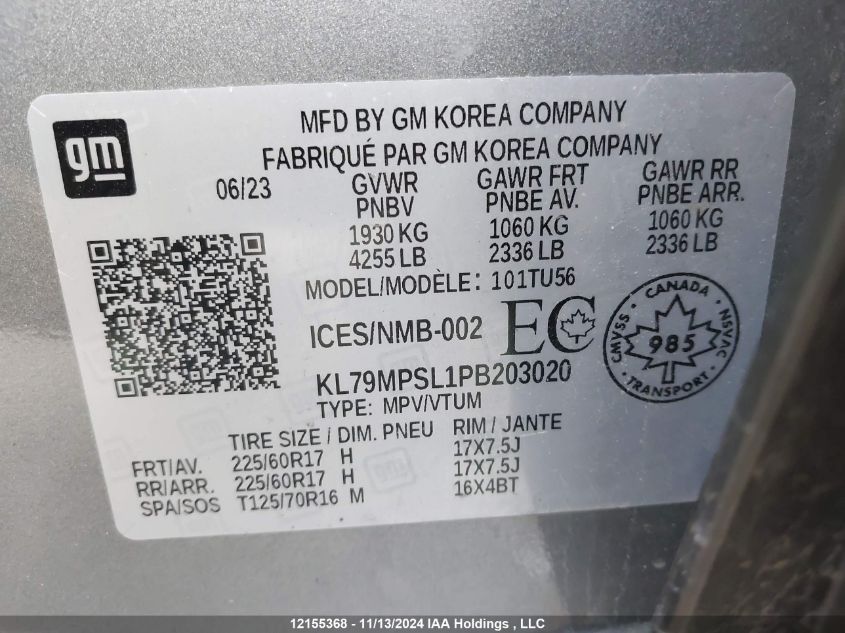 gm
MFD BY GM KOREA COMPANY
FABRIQUÉ PAR GM KOREA COMPANY
06/23 GVWR GAWR FRT GAWR RR
PNBV PNBE AV. PNBE ARR.
1930 KG 1060 KG 1060 KG
4255 LB 2336 LB 2336 LB
MODEL/MODÈLE: 101TU56
ICES/NMB-002 EC
CANADA
CMVSS 985 NSVAC
KL79MPSL1PB203020
TYPE: MPV/VTUM
TIRE SIZE / DIM. PNEU RIM / JANTE
FRT/AV. 225/60R17 H 17X7.5J
RR/ARR. 225/60R17 H 17X7.5J
SPA/SOS T125/70R16 M 16X4BT
12155368 - 11/13/2024 IAA Holdings , LLC